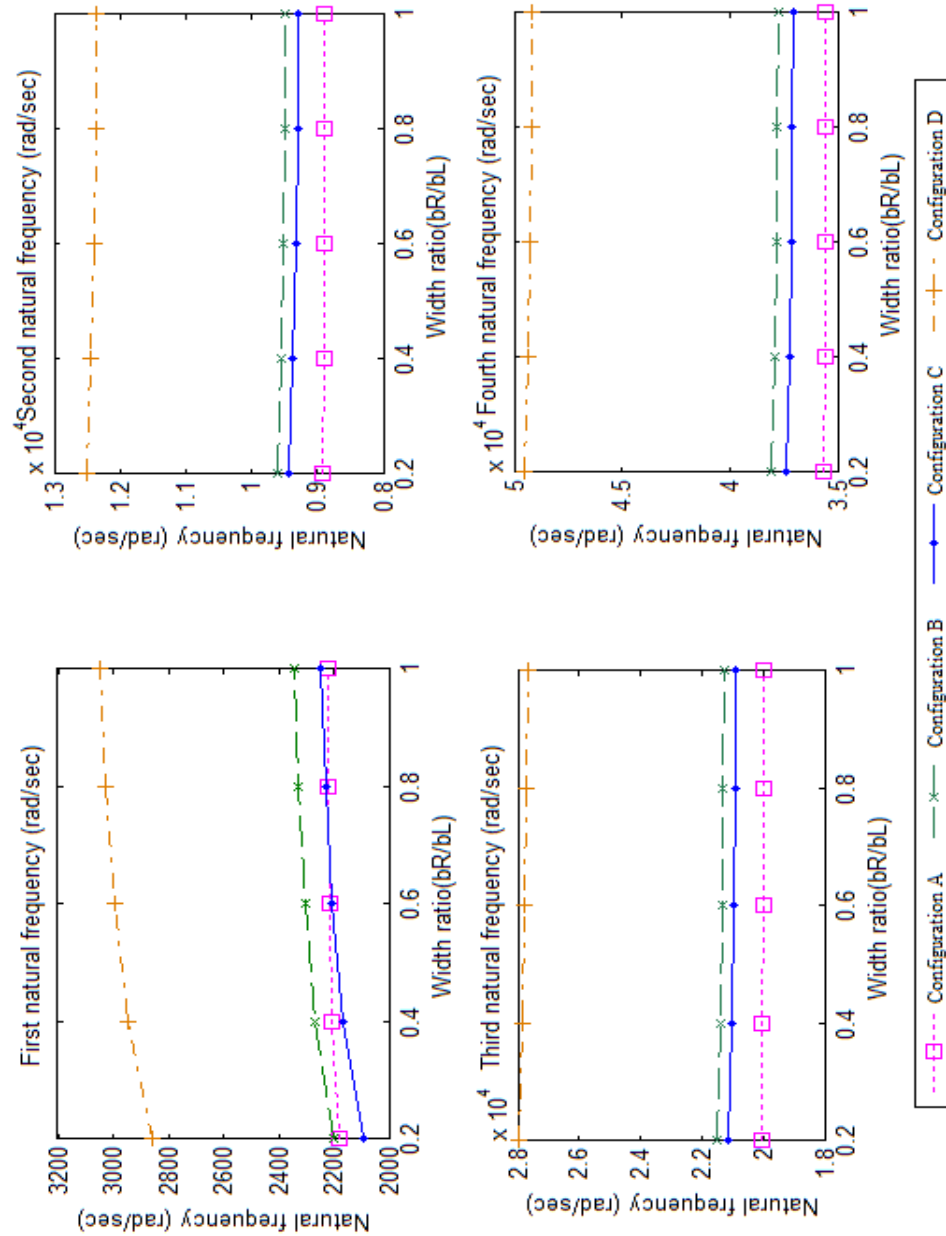 First natural frequency (rad/sec)
Natural frequency (rad/sec)
3200
3000
2800
2600
2400
2200
2000
0.2
0.4
0.6
0.8
1
Width ratio(bR/bL)
x 10⁴ Second natural frequency (rad/sec)
Natural frequency (rad/sec)
1.3
1.2
1.1
1
0.9
0.8
0.2
0.4
0.6
0.8
1
Width ratio(bR/bL)
x 10⁴ Third natural frequency (rad/sec)
Natural frequency (rad/sec)
2.8
2.6
2.4
2.2
2
1.8
0.2
0.4
0.6
0.8
1
Width ratio(bR/bL)
x 10⁴ Fourth natural frequency (rad/sec)
Natural frequency (rad/sec)
5
4.5
4
3.5
0.2
0.4
0.6
0.8
1
Width ratio(bR/bL)
Configuration A
Configuration B
Configuration C
Configuration D